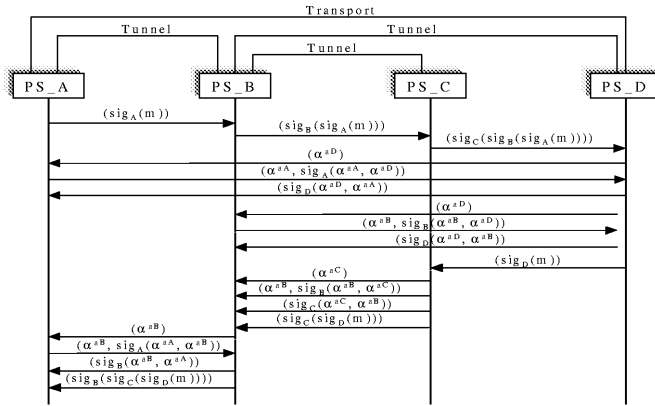 Transport
Tunnel
Tunnel
Tunnel
PS_A
PS_B
PS_C
PS_D
(sig_A(m))
(sig_B(sig_A(m)))
(sig_C(sig_B(sig_A(m))))
(α^aD)
(α^aA, sig_A(α^aA, α^aD))
(sig_D(α^aD, α^aA))
(α^aD)
(α^aB, sig_B(α^aB, α^aD))
(sig_D(α^aD, α^aB))
(sig_D(m))
(α^aC)
(α^aB, sig_B(α^aB, α^aC))
(sig_C(α^aC, α^aB))
(sig_C(sig_D(m)))
(α^aB)
(α^aB, sig_A(α^aA, α^aB))
(sig_B(α^aB, α^aA))
(sig_B(sig_C(sig_D(m))))